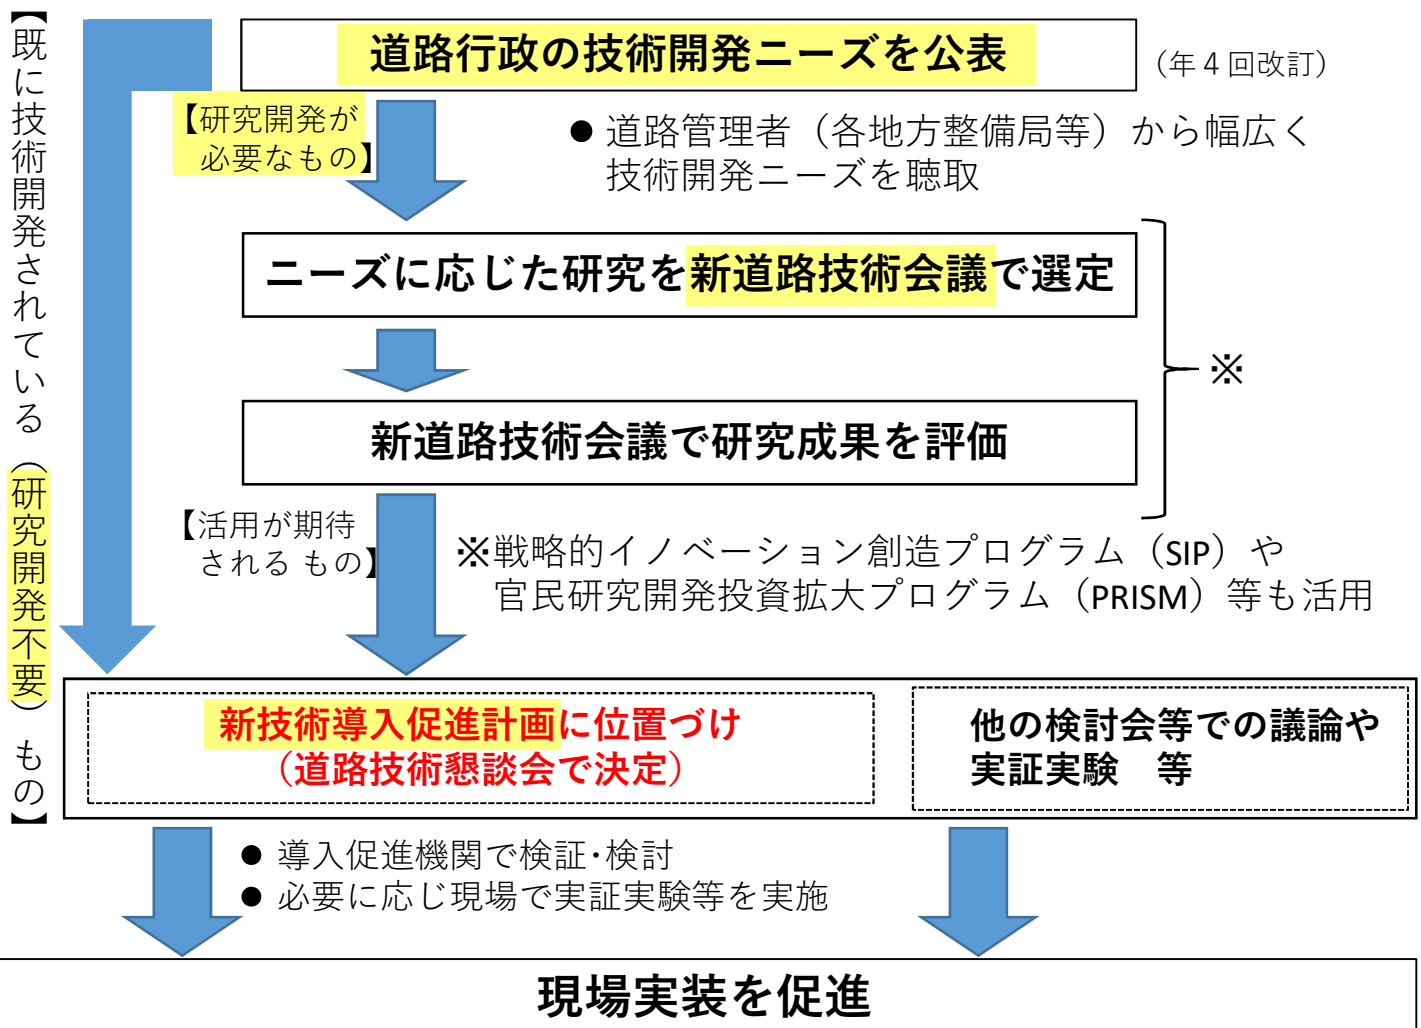 道路行政の技術開発ニーズを公表
（年４回改訂）
【既に技術開発されている（研究開発不要）もの】
【研究開発が
必要なもの】
● 道路管理者（各地方整備局等）から幅広く
技術開発ニーズを聴取
ニーズに応じた研究を新道路技術会議で選定
※
新道路技術会議で研究成果を評価
【活用が期待
される もの】
※戦略的イノベーション創造プログラム（SIP）や
官民研究開発投資拡大プログラム（PRISM）等も活用
新技術導入促進計画に位置づけ
（道路技術懇談会で決定）
他の検討会等での議論や
実証実験　等
● 導入促進機関で検証･検討
● 必要に応じ現場で実証実験等を実施
現場実装を促進